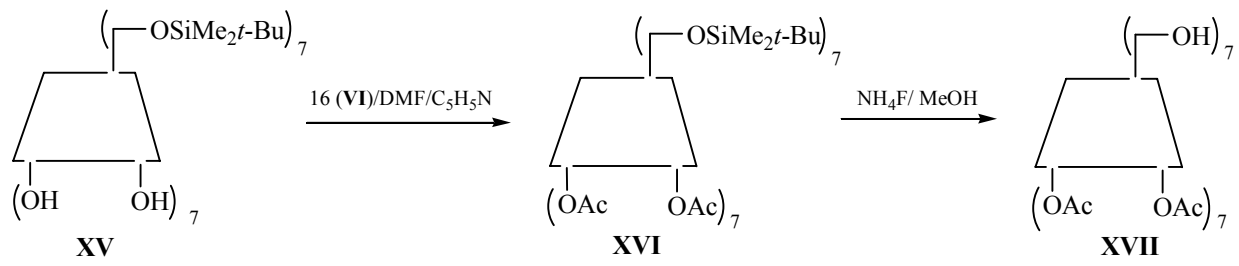 (OSiMe₂t-Bu)₇
(OH OH)₇
XV
16 (VI)/DMF/C₅H₅N
(OSiMe₂t-Bu)₇
(OAc OAc)₇
XVI
NH₄F/ MeOH
(OH)₇
(OAc OAc)₇
XVII